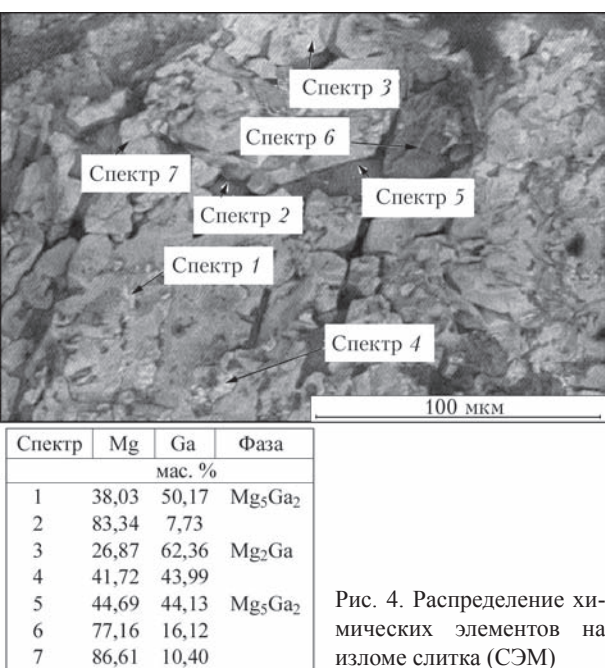 Спектр 3
Спектр 6
Спектр 7
Спектр 5
Спектр 2
Спектр 1
Спектр 4
100 мкм
Спектр Mg Ga Фаза
мас. %
1 38,03 50,17 Mg₅Ga₂
2 83,34 7,73
3 26,87 62,36 Mg₂Ga
4 41,72 43,99
5 44,69 44,13 Mg₅Ga₂
6 77,16 16,12
7 86,61 10,40
Рис. 4. Распределение хи-
мических элементов на
изломе слитка (СЭМ)